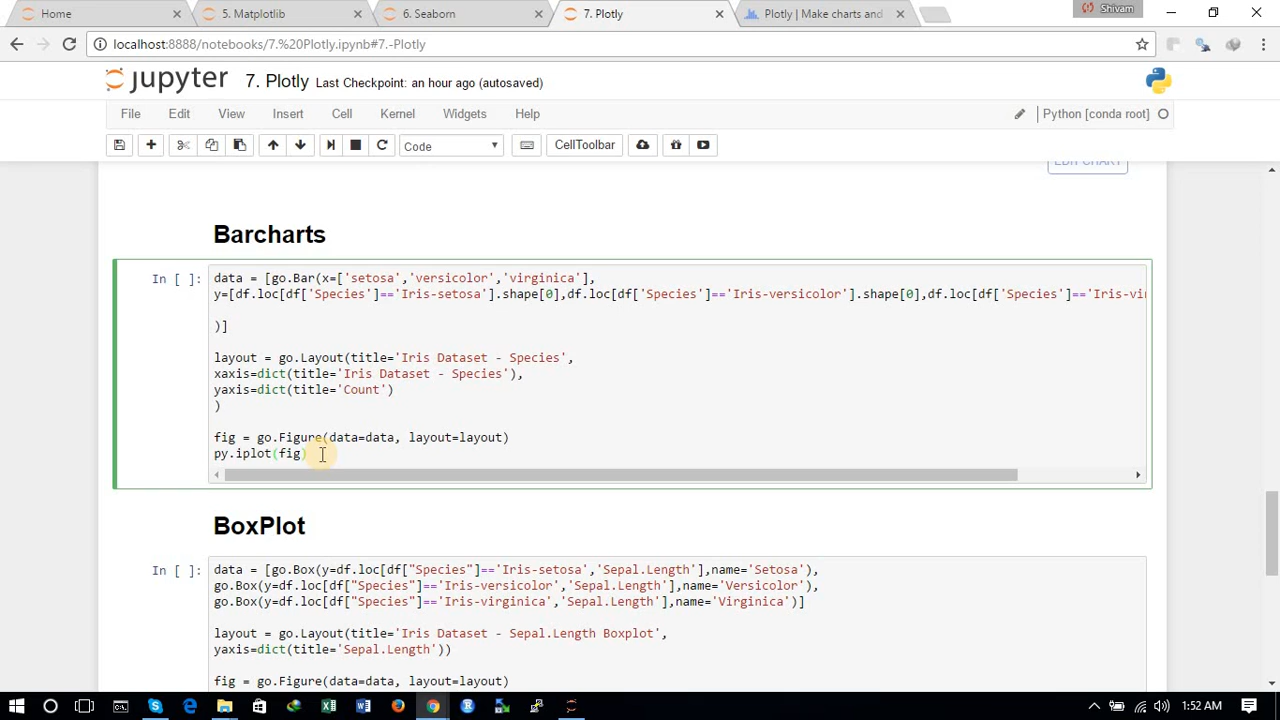 Home
5. Matplotlib
6. Seaborn
7. Plotly
Plotly | Make charts and
Shivam
localhost:8888/notebooks/7.%20Plotly.ipynb#7.-Plotly
jupyter 7. Plotly Last Checkpoint: an hour ago (autosaved)
File Edit View Insert Cell Kernel Widgets Help Python [conda root]
Code CellToolbar
EDIT CHART
Barcharts
In [ ]:
data = [go.Bar(x=['setosa','versicolor','virginica'],
y=[df.loc[df['Species']=='Iris-setosa'].shape[0],df.loc[df['Species']=='Iris-versicolor'].shape[0],df.loc[df['Species']=='Iris-vir
)]
layout = go.Layout(title='Iris Dataset - Species',
xaxis=dict(title='Iris Dataset - Species'),
yaxis=dict(title='Count')
)
fig = go.Figure(data=data, layout=layout)
py.iplot(fig)
BoxPlot
In [ ]:
data = [go.Box(y=df.loc[df["Species"]=='Iris-setosa','Sepal.Length'],name='Setosa'),
go.Box(y=df.loc[df["Species"]=='Iris-versicolor','Sepal.Length'],name='Versicolor'),
go.Box(y=df.loc[df["Species"]=='Iris-virginica','Sepal.Length'],name='Virginica')]
layout = go.Layout(title='Iris Dataset - Sepal.Length Boxplot',
yaxis=dict(title='Sepal.Length'))
fig = go.Figure(data=data, layout=layout)
1:52 AM